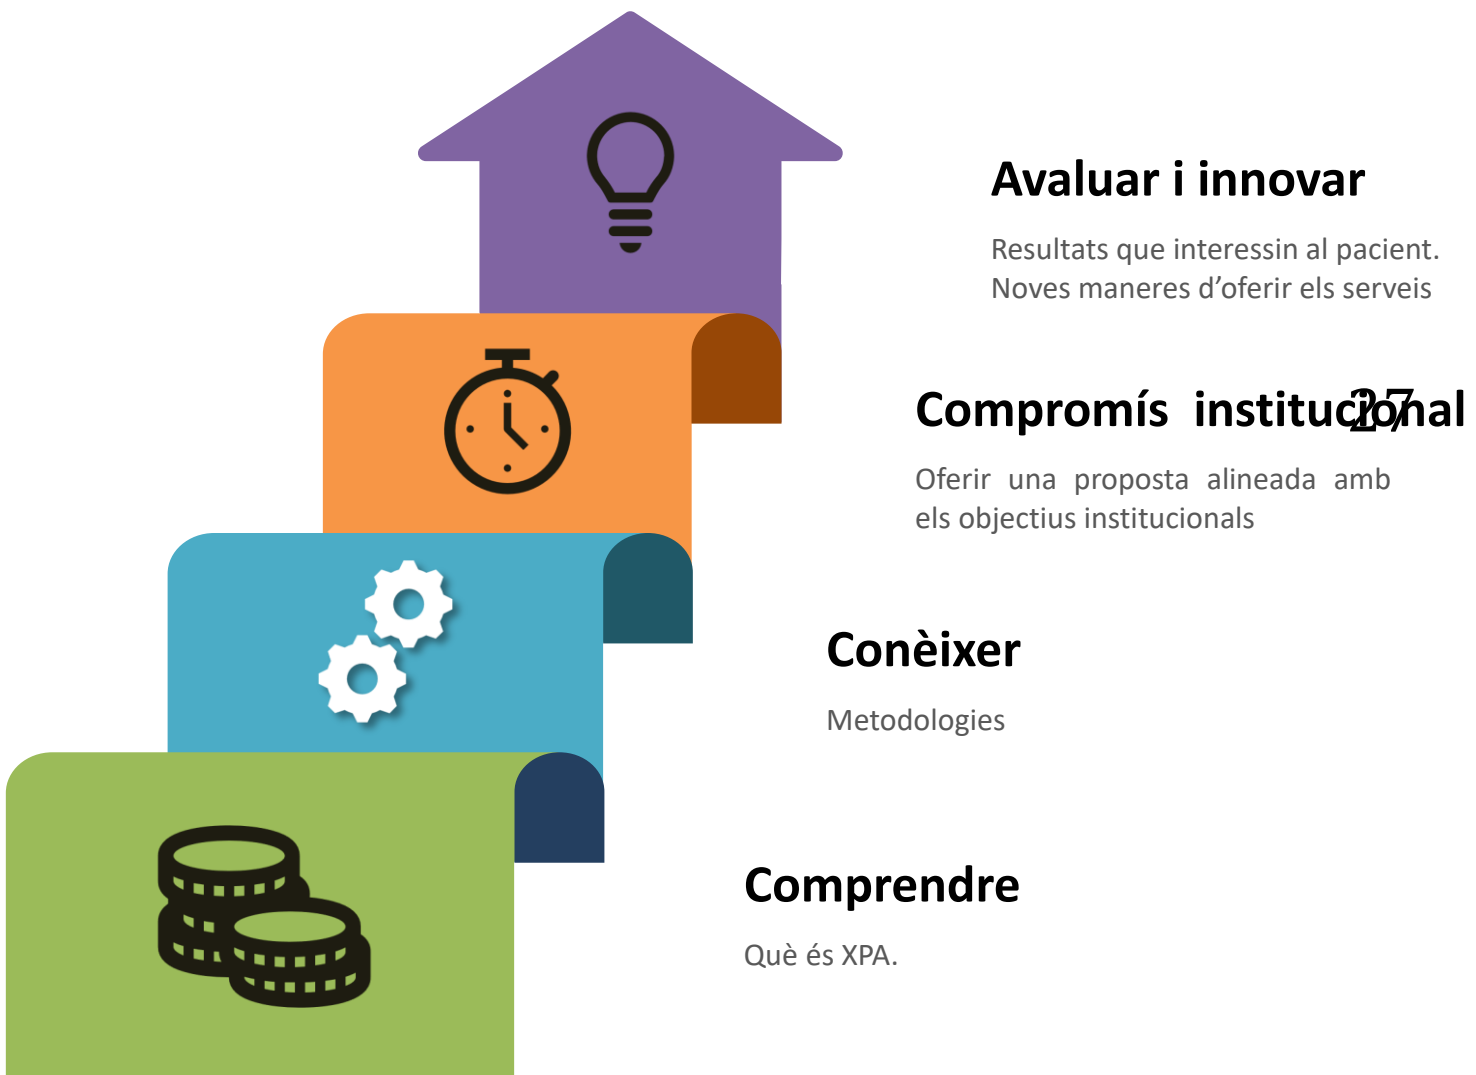 Avaluar i innovar
Resultats que interessin al pacient.
Noves maneres d’oferir els serveis
Compromís institucional
27
Oferir una proposta alineada amb
els objectius institucionals
Conèixer
Metodologies
Comprendre
Què és XPA.